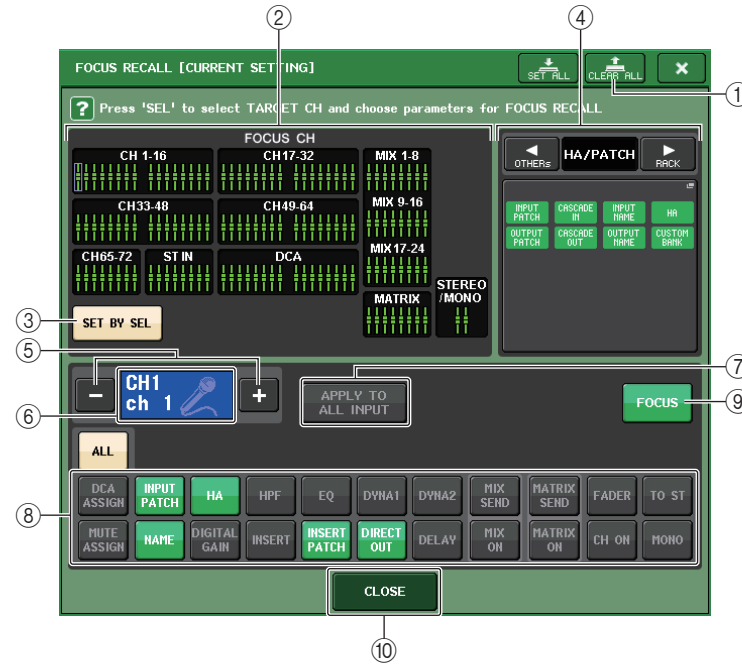 ②
④
FOCUS RECALL [CURRENT SETTING]
SET ALL
CLEAR ALL
①
? Press 'SEL' to select TARGET CH and choose parameters for FOCUS RECALL
FOCUS CH
CH 1-16
CH17-32
MIX 1-8
OTHERs
HA/PATCH
RACK
CH33-48
CH49-64
MIX 9-16
INPUT PATCH
CASCADE IN
INPUT NAME
HA
OUTPUT PATCH
CASCADE OUT
OUTPUT NAME
CUSTOM BANK
CH65-72
ST IN
DCA
MIX17-24
STEREO /MONO
MATRIX
③
SET BY SEL
⑤
⑦
CH1
ch 1
−
+
⑥
APPLY TO ALL INPUT
FOCUS
⑨
ALL
⑧
DCA ASSIGN
INPUT PATCH
HA
HPF
EQ
DYNA1
DYNA2
MIX SEND
MATRIX SEND
FADER
TO ST
MUTE ASSIGN
NAME
DIGITAL GAIN
INSERT
INSERT PATCH
DIRECT OUT
DELAY
MIX ON
MATRIX ON
CH ON
MONO
CLOSE
⑩